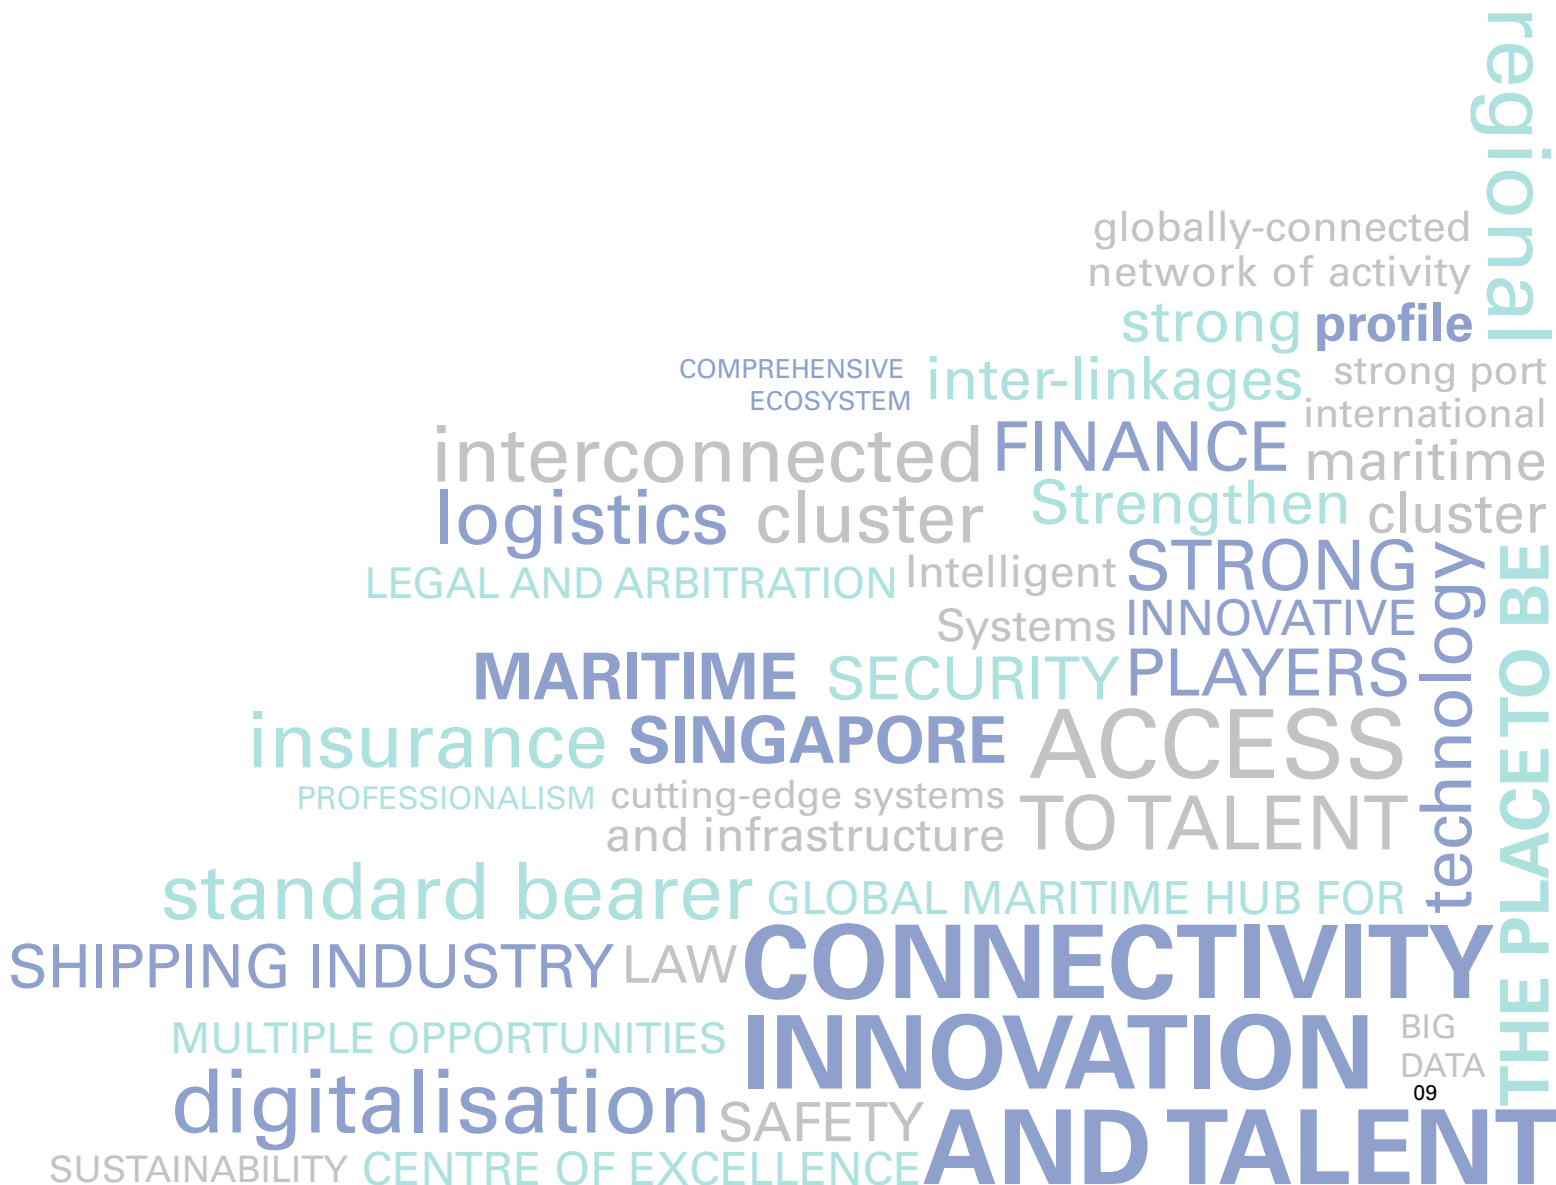 regional
globally-connected
network of activity
strong profile
COMPREHENSIVE
ECOSYSTEM
inter-linkages
strong port
international
maritime
cluster
interconnected
FINANCE
logistics cluster
Strengthen
LEGAL AND ARBITRATION
Intelligent
Systems
STRONG
INNOVATIVE
PLAYERS
technology
THE PLACE TO BE
MARITIME
SECURITY
insurance
SINGAPORE
ACCESS
TO TALENT
PROFESSIONALISM
cutting-edge systems
and infrastructure
standard bearer
GLOBAL MARITIME HUB FOR
CONNECTIVITY
INNOVATION
AND TALENT
SHIPPING INDUSTRY
LAW
MULTIPLE OPPORTUNITIES
BIG
DATA
digitalisation
SAFETY
SUSTAINABILITY
CENTRE OF EXCELLENCE
09